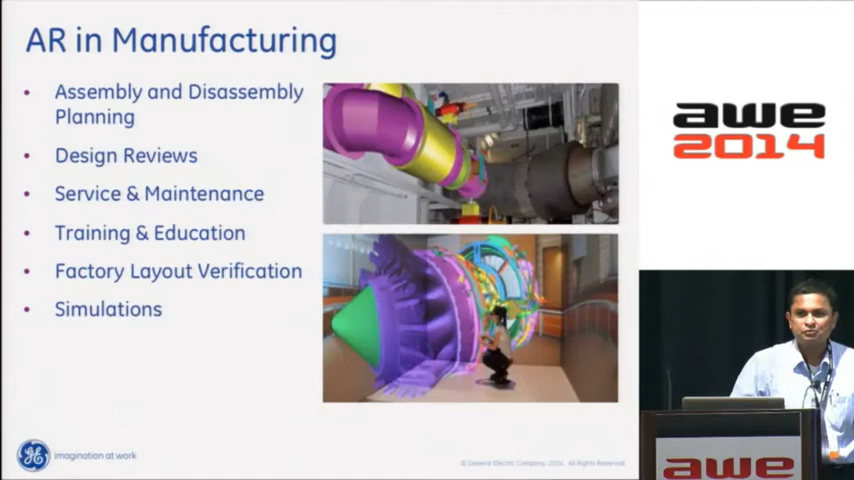 AR in Manufacturing
• Assembly and Disassembly
Planning
• Design Reviews
• Service & Maintenance
• Training & Education
• Factory Layout Verification
• Simulations
GE
imagination at work
© General Electric Company, 2014. All Rights Reserved
awe
2014
awe